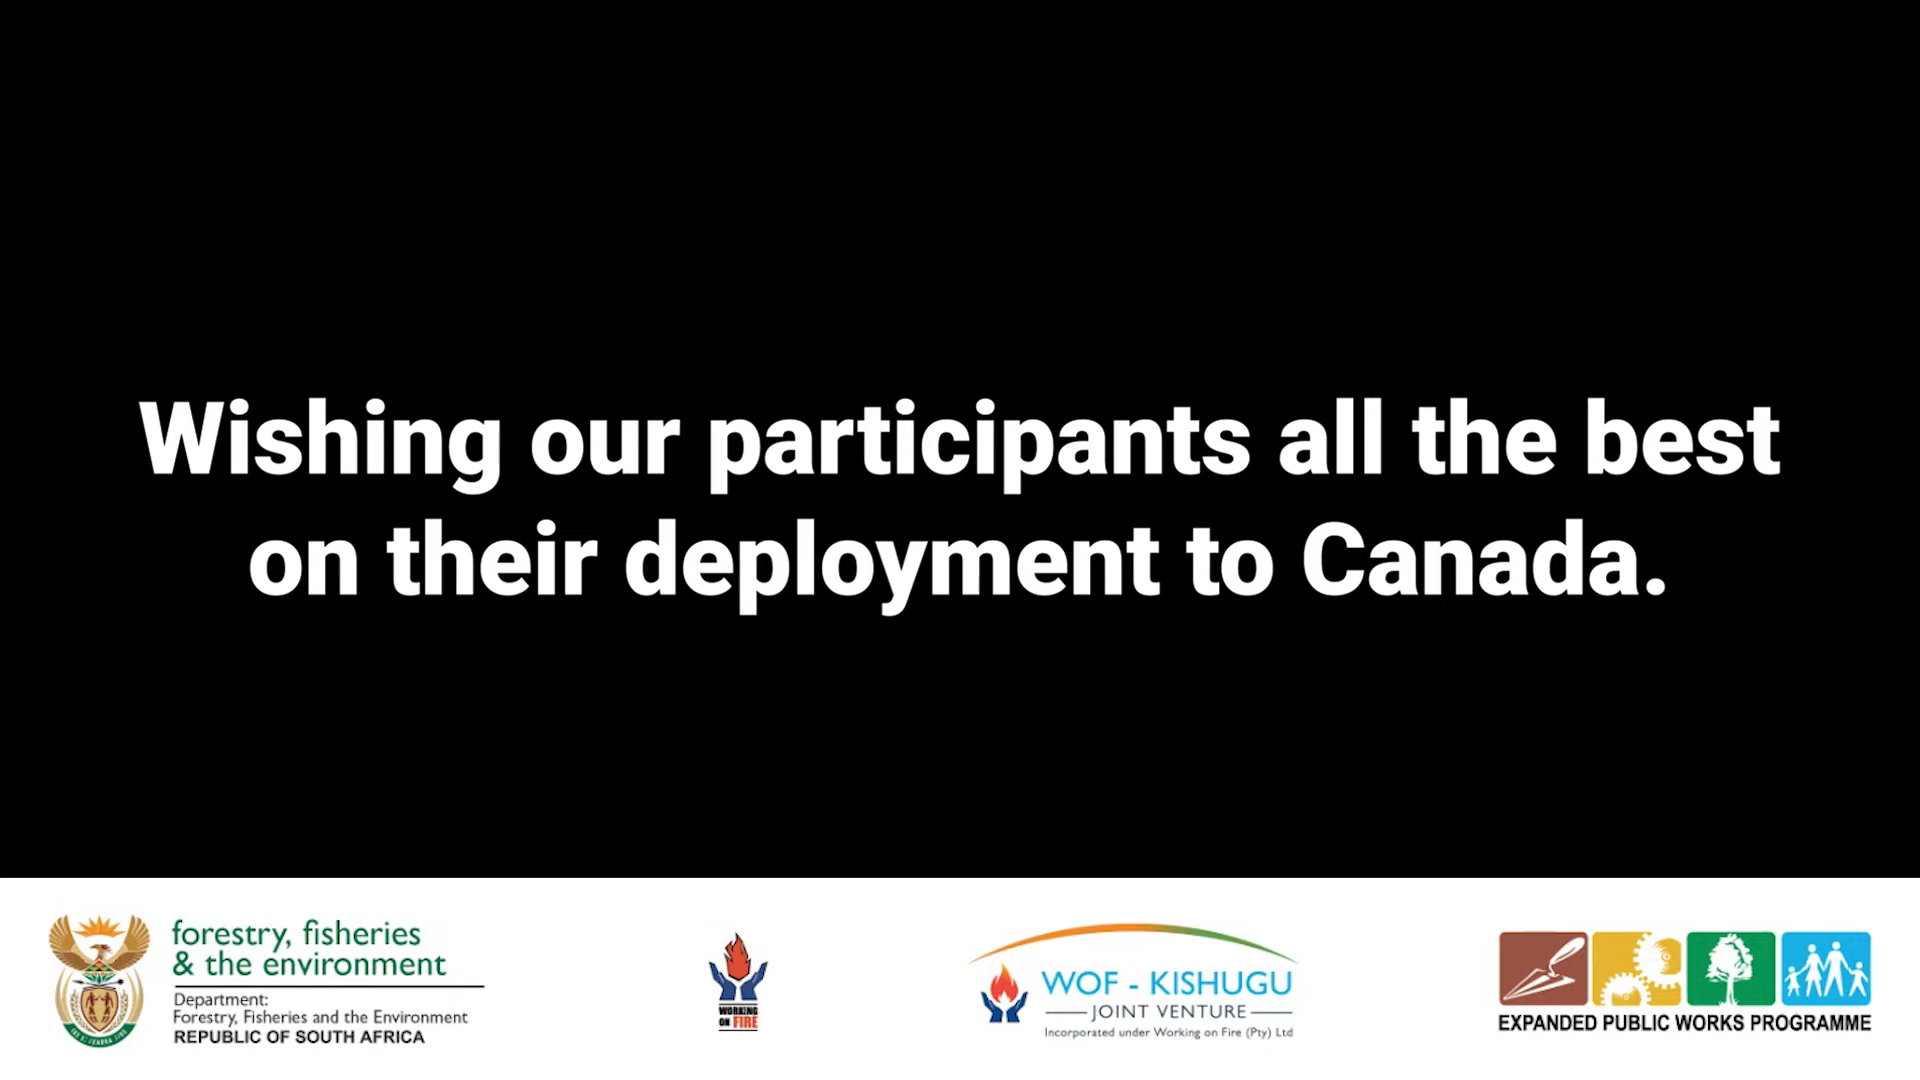 Wishing our participants all the best
on their deployment to Canada.
forestry, fisheries
& the environment
Department:
Forestry, Fisheries and the Environment
REPUBLIC OF SOUTH AFRICA
WORKING
ON FIRE
WOF - KISHUGU
JOINT VENTURE
Incorporated under Working on Fire (Pty) Ltd
EXPANDED PUBLIC WORKS PROGRAMME